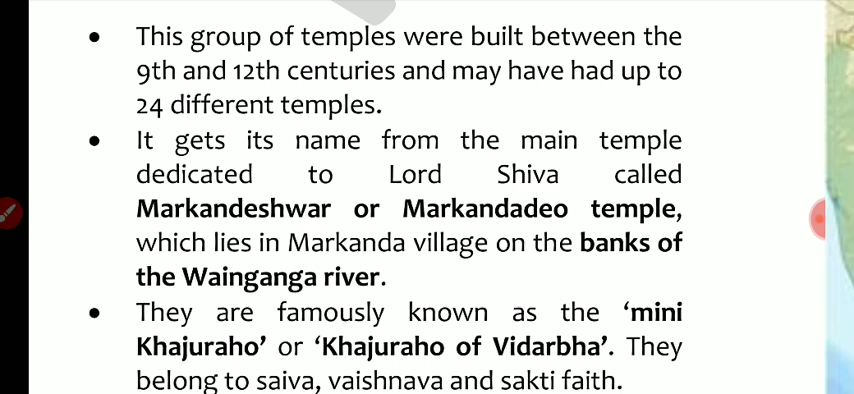 • This group of temples were built between the
9th and 12th centuries and may have had up to
24 different temples.
• It gets its name from the main temple
dedicated to Lord Shiva called
Markandeshwar or Markandadeo temple,
which lies in Markanda village on the banks of
the Wainganga river.
• They are famously known as the ‘mini
Khajuraho’ or ‘Khajuraho of Vidarbha’. They
belong to saiva, vaishnava and sakti faith.